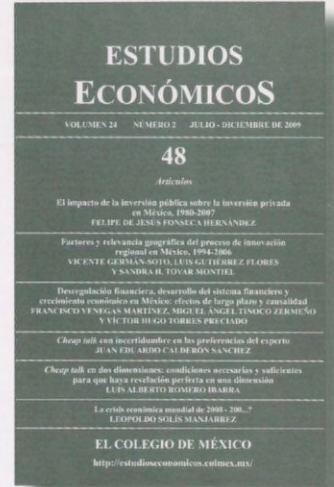 ESTUDIOS
ECONÓMICOS
VOLUMEN 24 NÚMERO 2 JULIO - DICIEMBRE DE 2009
48
Artículos
El impacto de la inversión pública sobre la inversión privada
en México, 1980-2007
FELIPE DE JESÚS FONSECA HERNÁNDEZ
Factores y relevancia geográfica del proceso de innovación
regional en México, 1994-2006
VICENTE GERMÁN-SOTO, LUIS GUTIÉRREZ FLORES
Y SANDRA H. TOVAR MONTIEL
Desregulación financiera, desarrollo del sistema financiero y
crecimiento económico en México: efectos de largo plazo y causalidad
FRANCISCO VENEGAS MARTÍNEZ, MIGUEL ÁNGEL TINOCO ZERMEÑO
Y VÍCTOR HUGO TORRES PRECIADO
Cheap talk con incertidumbre en las preferencias del experto
JUAN EDUARDO CALDERÓN SÁNCHEZ
Cheap talk en dos dimensiones: condiciones necesarias y suficientes
para que haya revelación perfecta en una dimensión
LUIS ALBERTO ROMERO IBARRA
La crisis económica mundial de 2008 - 200...?
LEOPOLDO SOLÍS MANJARREZ
EL COLEGIO DE MÉXICO
http://estudioseconomicos.colmex.mx/